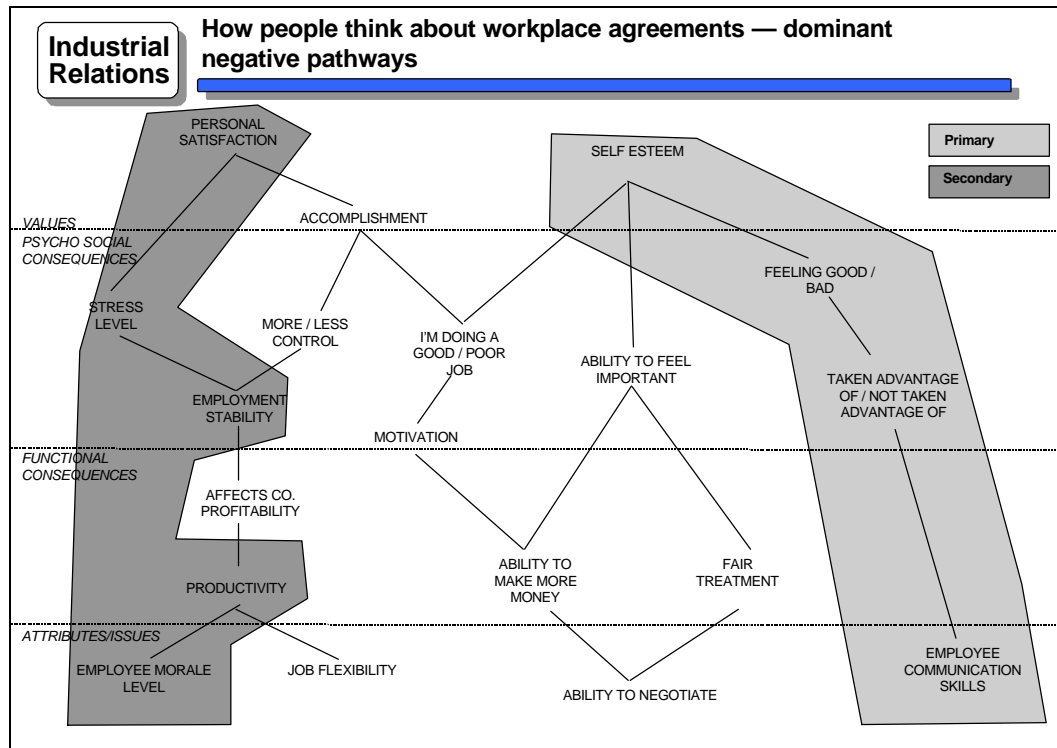 Industrial
Relations
How people think about workplace agreements — dominant
negative pathways
Primary
Secondary
PERSONAL
SATISFACTION
SELF ESTEEM
ACCOMPLISHMENT
VALUES
PSYCHO SOCIAL
CONSEQUENCES
FEELING GOOD /
BAD
STRESS
LEVEL
MORE / LESS
CONTROL
I'M DOING A
GOOD / POOR
JOB
ABILITY TO FEEL
IMPORTANT
TAKEN ADVANTAGE
OF / NOT TAKEN
ADVANTAGE OF
EMPLOYMENT
STABILITY
MOTIVATION
FUNCTIONAL
CONSEQUENCES
AFFECTS CO.
PROFITABILITY
PRODUCTIVITY
ABILITY TO
MAKE MORE
MONEY
FAIR
TREATMENT
ATTRIBUTES/ISSUES
EMPLOYEE MORALE
LEVEL
JOB FLEXIBILITY
ABILITY TO NEGOTIATE
EMPLOYEE
COMMUNICATION
SKILLS